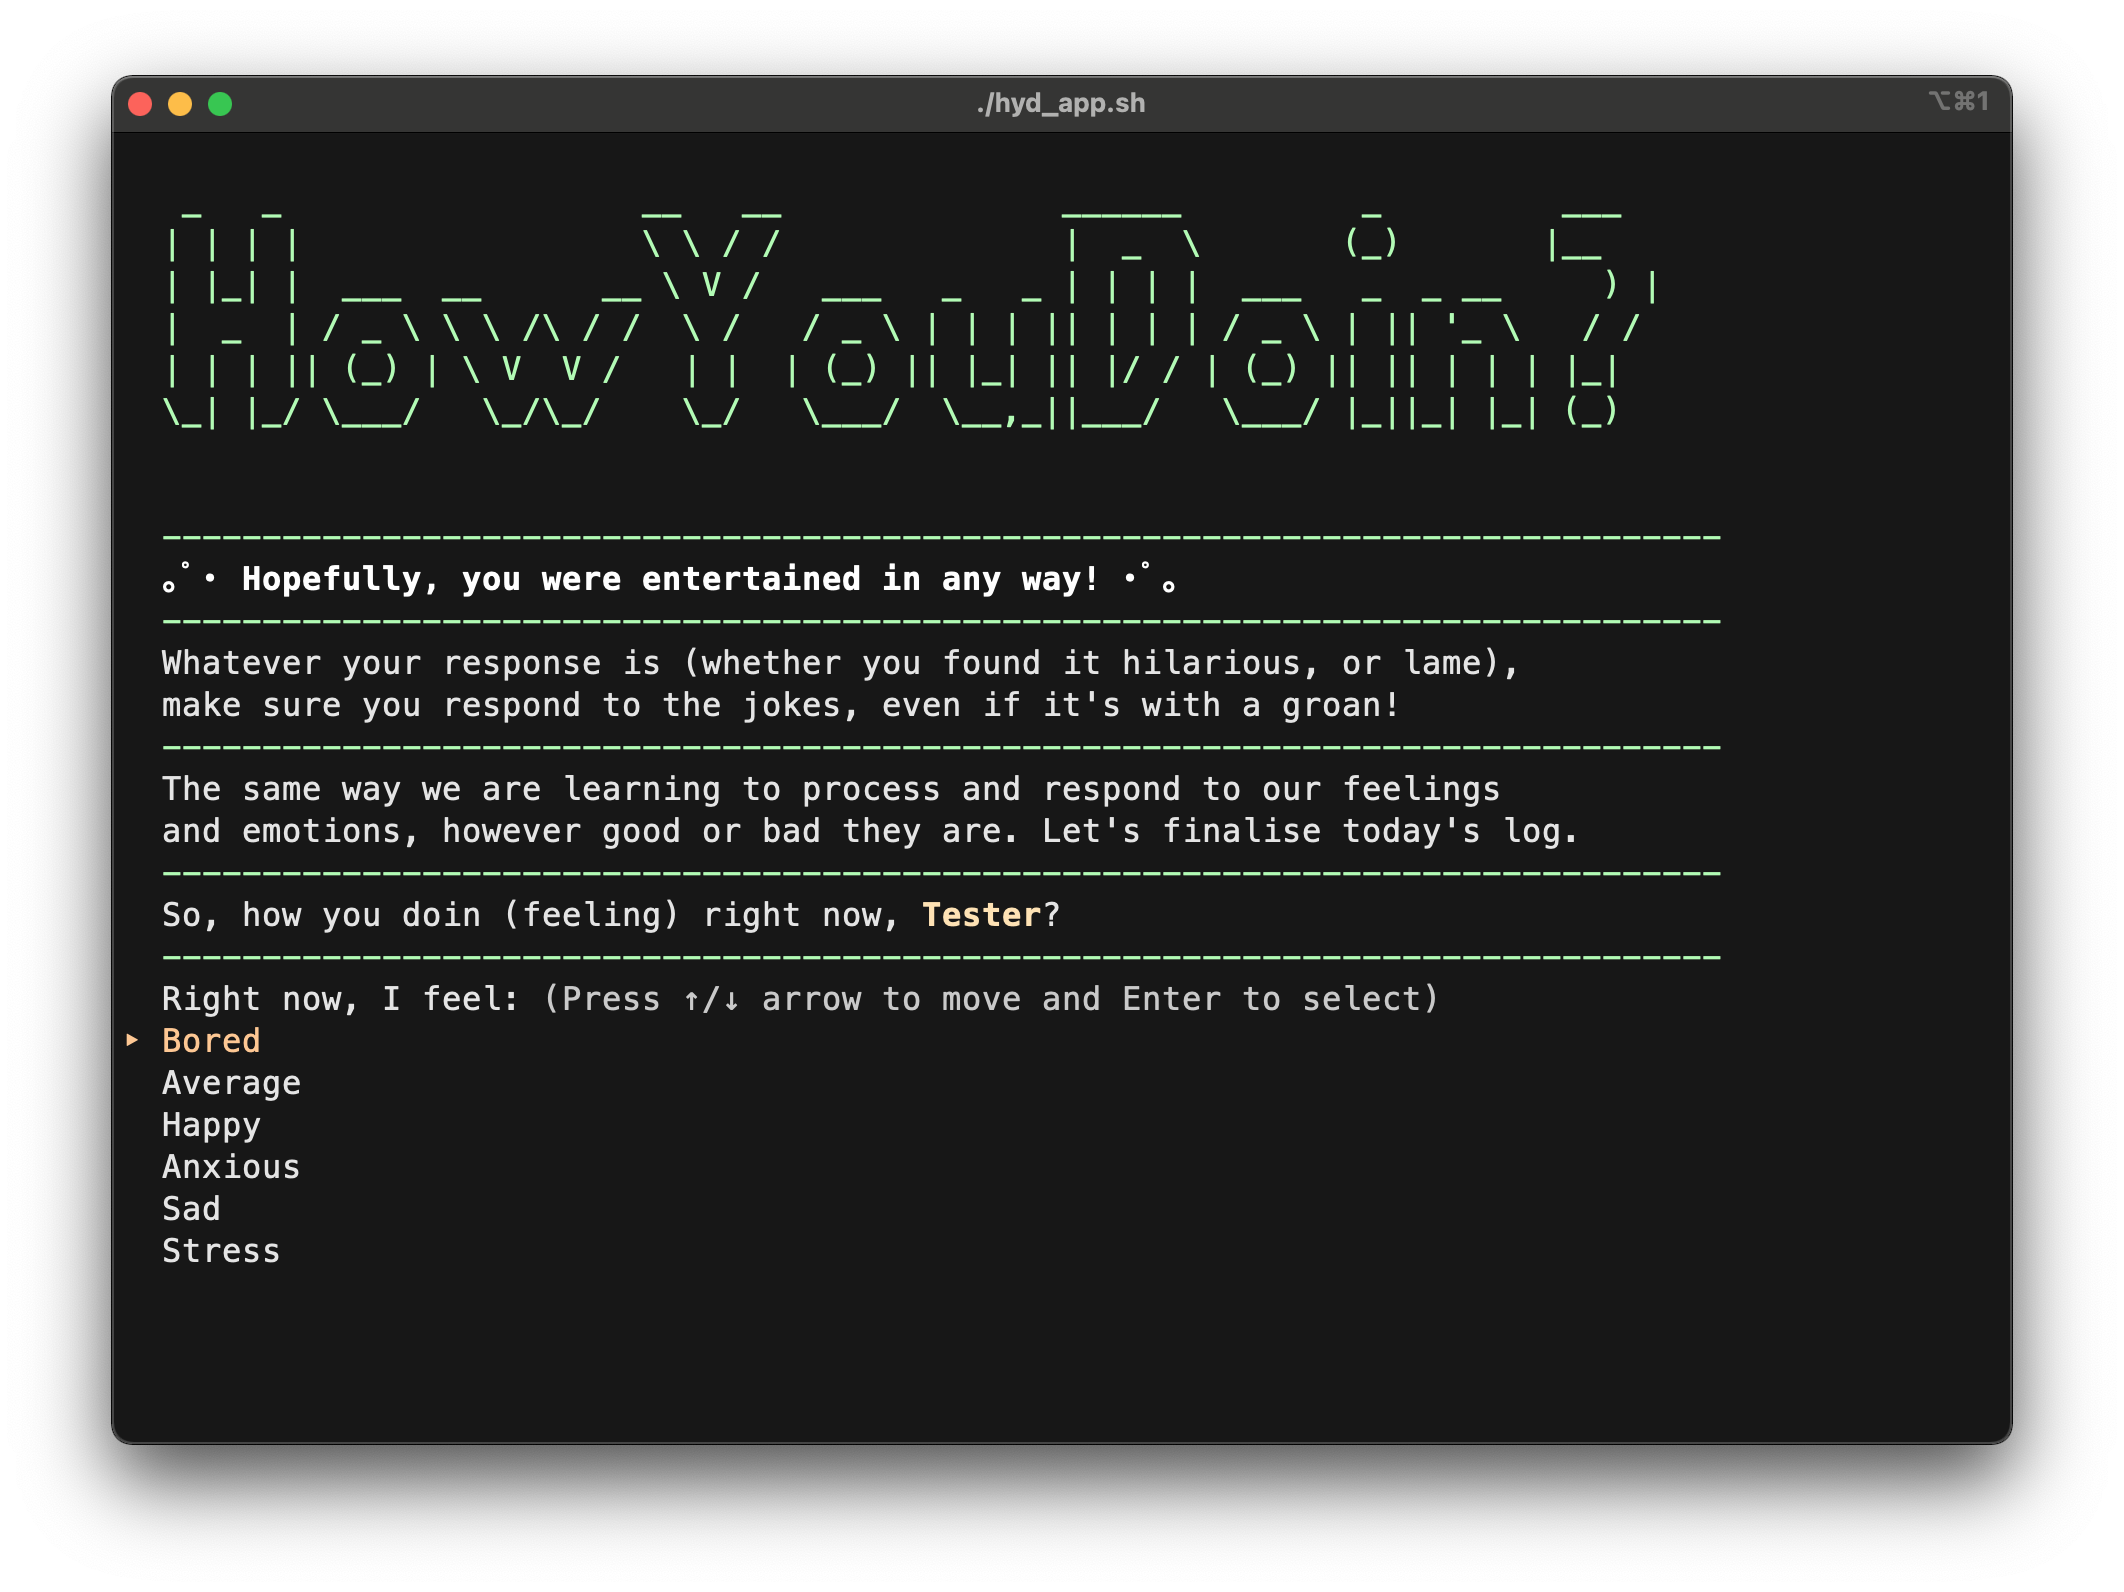 ./hyd_app.sh
⌥⌘1
HowYouDoin?
---
｡ﾟ･ Hopefully, you were entertained in any way! ･ﾟ｡
---
Whatever your response is (whether you found it hilarious, or lame),
make sure you respond to the jokes, even if it's with a groan!
---
The same way we are learning to process and respond to our feelings
and emotions, however good or bad they are. Let's finalise today's log.
---
So, how you doin (feeling) right now, Tester?
---
Right now, I feel: (Press ↑/↓ arrow to move and Enter to select)
‣ Bored
Average
Happy
Anxious
Sad
Stress